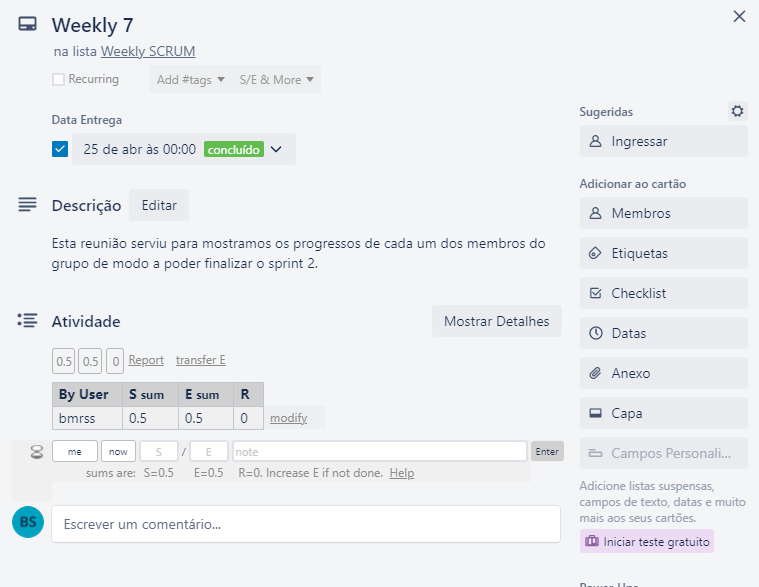 Weekly 7
na lista Weekly SCRUM
Recurring
Add #tags
S/E & More
Data Entrega
25 de abr às 00:00 concluído
Descrição
Editar
Esta reunião serviu para mostramos os progressos de cada um dos membros do
grupo de modo a poder finalizar o sprint 2.
Atividade
Mostrar Detalhes
0.5 0.5 0 Report transfer E
By User S sum E sum R
bmrss 0.5 0.5 0 modify
me now S / E note Enter
sums are: S=0.5 E=0.5 R=0. Increase E if not done. Help
BS
Escrever um comentário...
Sugeridas
Ingressar
Adicionar ao cartão
Membros
Etiquetas
Checklist
Datas
Anexo
Capa
Campos Personali...
Adicione listas suspensas,
campos de texto, datas e muito
mais aos seus cartões.
Iniciar teste gratuito